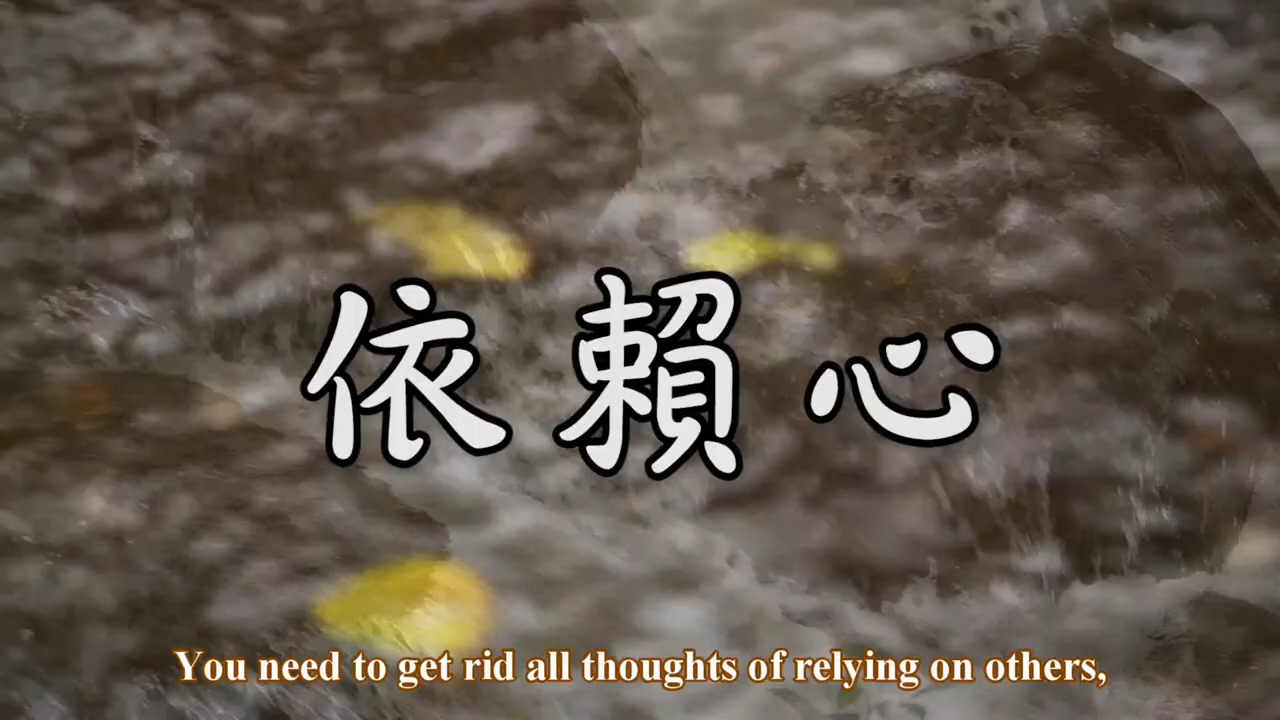 依賴心
You need to get rid all thoughts of relying on others,